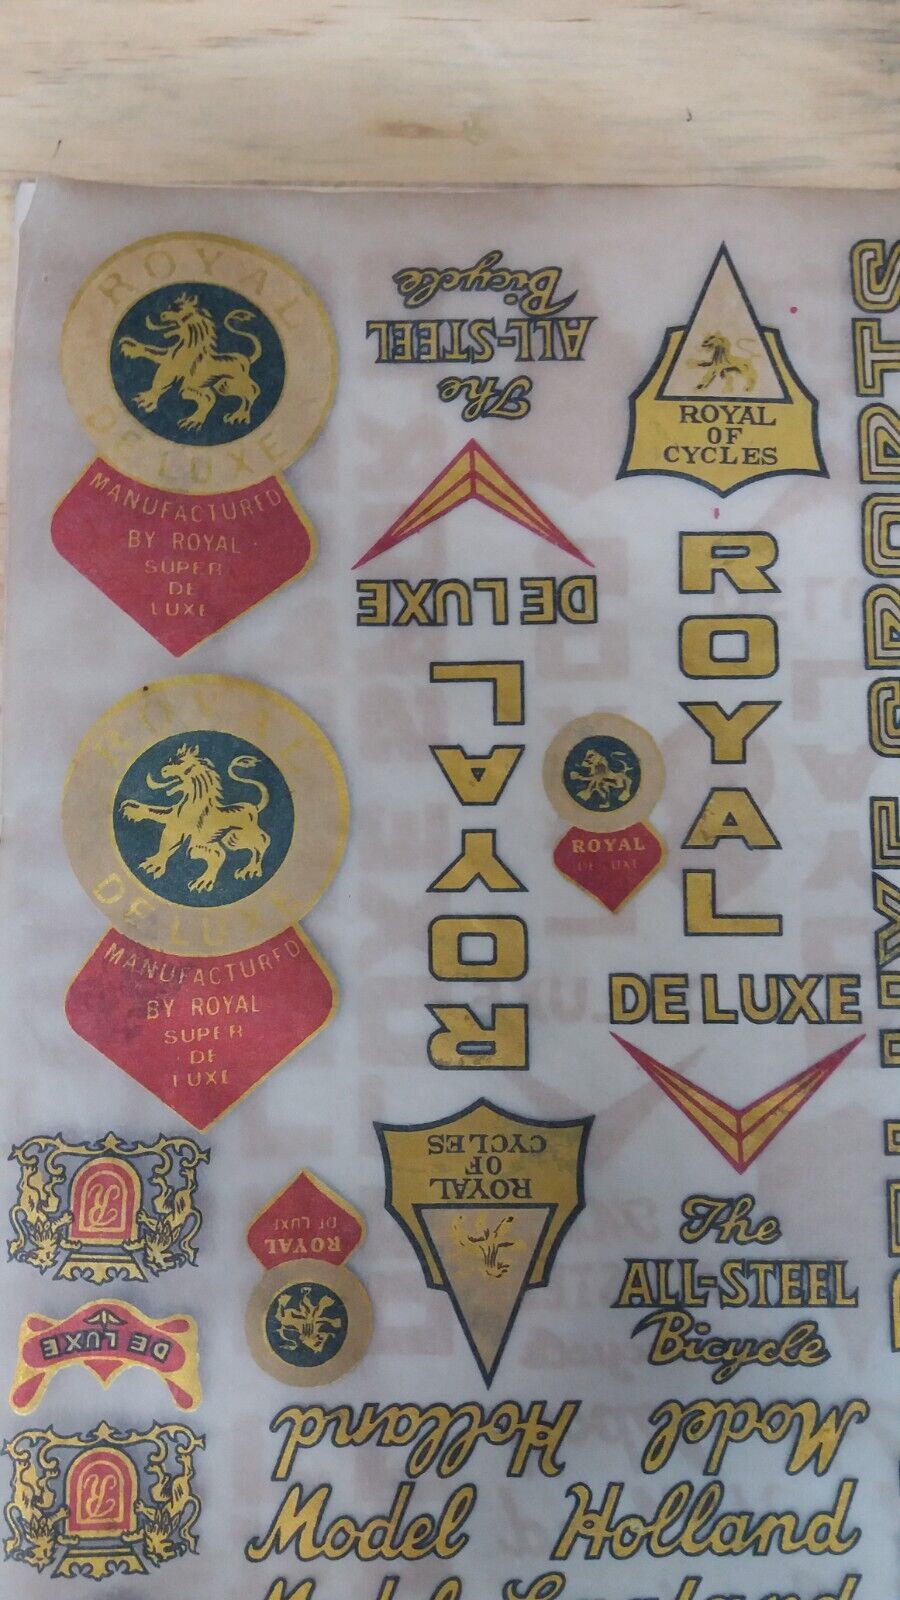 ROYAL
DE LUXE
MANUFACTURED
BY ROYAL
SUPER
DE
LUXE
The
ALL-STEEL
Bicycle
DE LUXE
ROYAL
ROYAL
OF
CYCLES
ROYAL
DE LUXE
SPORTS
ROYAL
DE LUXE
ROYAL
DE LUXE
MANUFACTURED
BY ROYAL
SUPER
DE
LUXE
R
DE LUXE
R
ROYAL
DE LUXE
ROYAL
OF
CYCLES
The
ALL-STEEL
Bicycle
Model Holland
Model Holland
Model